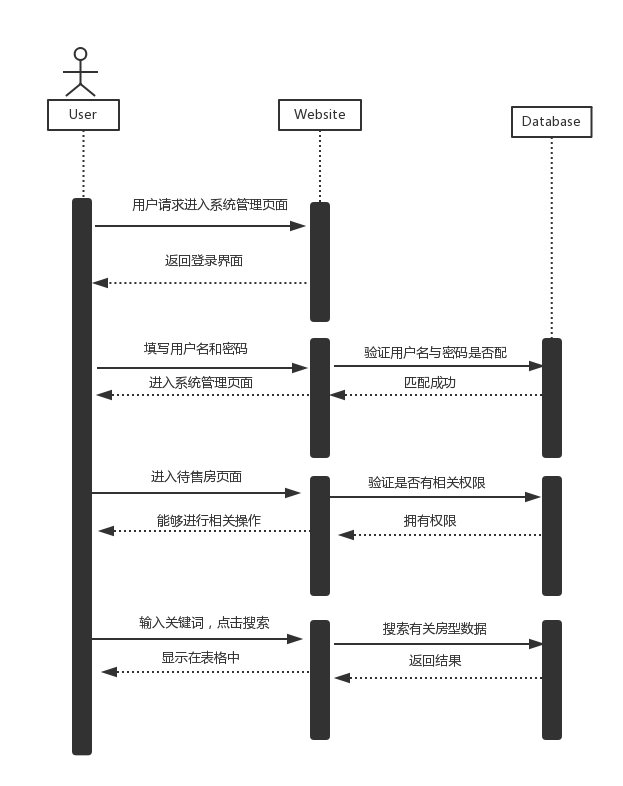 User
Website
Database
用户请求进入系统管理页面
返回登录界面
填写用户名和密码
验证用户名与密码是否配
进入系统管理页面
匹配成功
进入待售房页面
验证是否有相关权限
能够进行相关操作
拥有权限
输入关键词，点击搜索
搜索有关房型数据
显示在表格中
返回结果